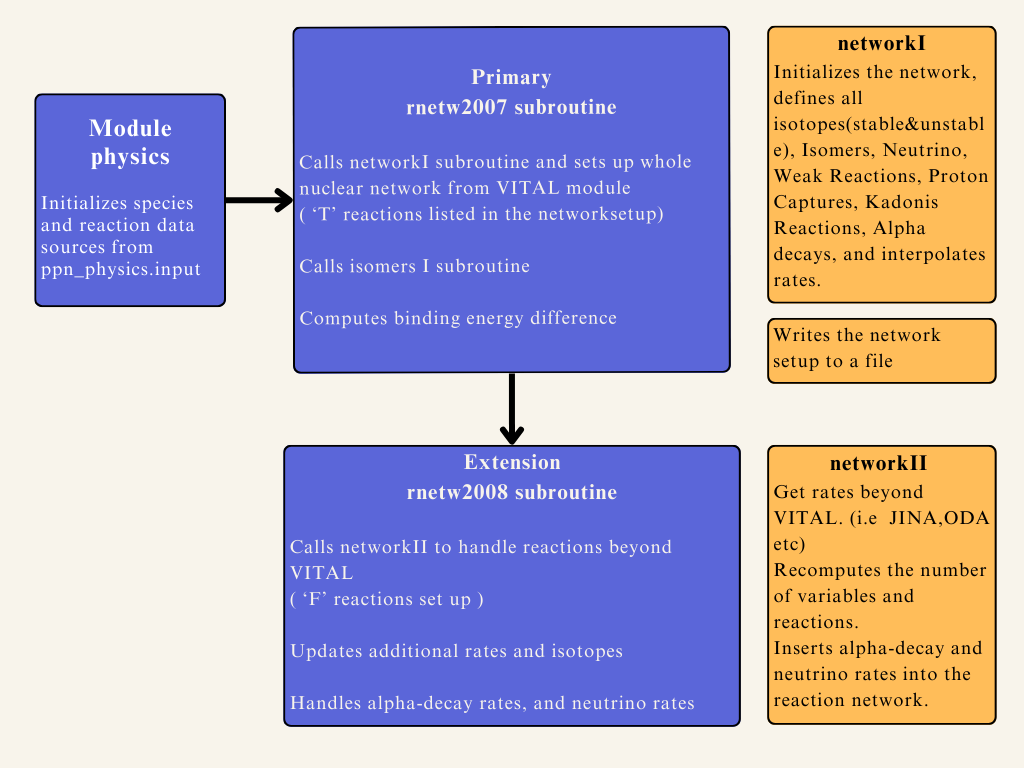 Module
physics
Initializes species
and reaction data
sources from
ppn_physics.input
Primary
rnetw2007 subroutine
Calls networkI subroutine and sets up whole
nuclear network from VITAL module
( ‘T’ reactions listed in the networksetup)
Calls isomers I subroutine
Computes binding energy difference
networkI
Initializes the network,
defines all
isotopes(stable&unstabl
e), Isomers, Neutrino,
Weak Reactions, Proton
Captures, Kadonis
Reactions, Alpha
decays, and interpolates
rates.
Writes the network
setup to a file
Extension
rnetw2008 subroutine
Calls networkII to handle reactions beyond
VITAL
( ‘F’ reactions set up )
Updates additional rates and isotopes
Handles alpha-decay rates, and neutrino rates
networkII
Get rates beyond
VITAL. (i.e  JINA,ODA
etc)
Recomputes the number
of variables and
reactions.
Inserts alpha-decay and
neutrino rates into the
reaction network.